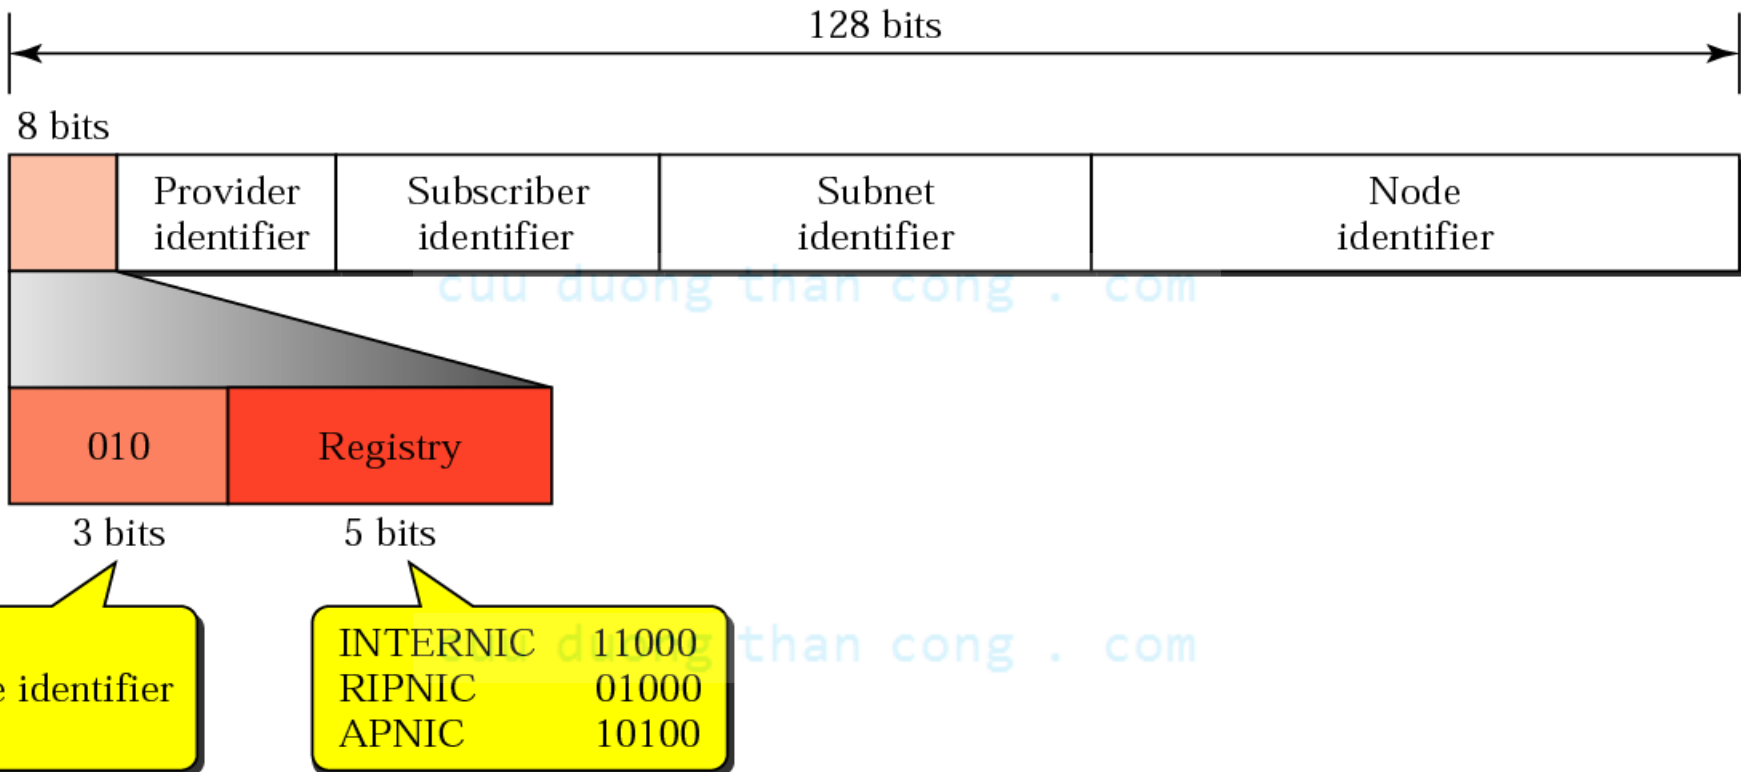 128 bits
8 bits
Provider identifier
Subscriber identifier
Subnet identifier
Node identifier
cuu duong than cong . com
010
Registry
3 bits
5 bits
identifier
INTERNIC 11000
RIPNIC 01000
APNIC 10100
cuu duong than cong . com